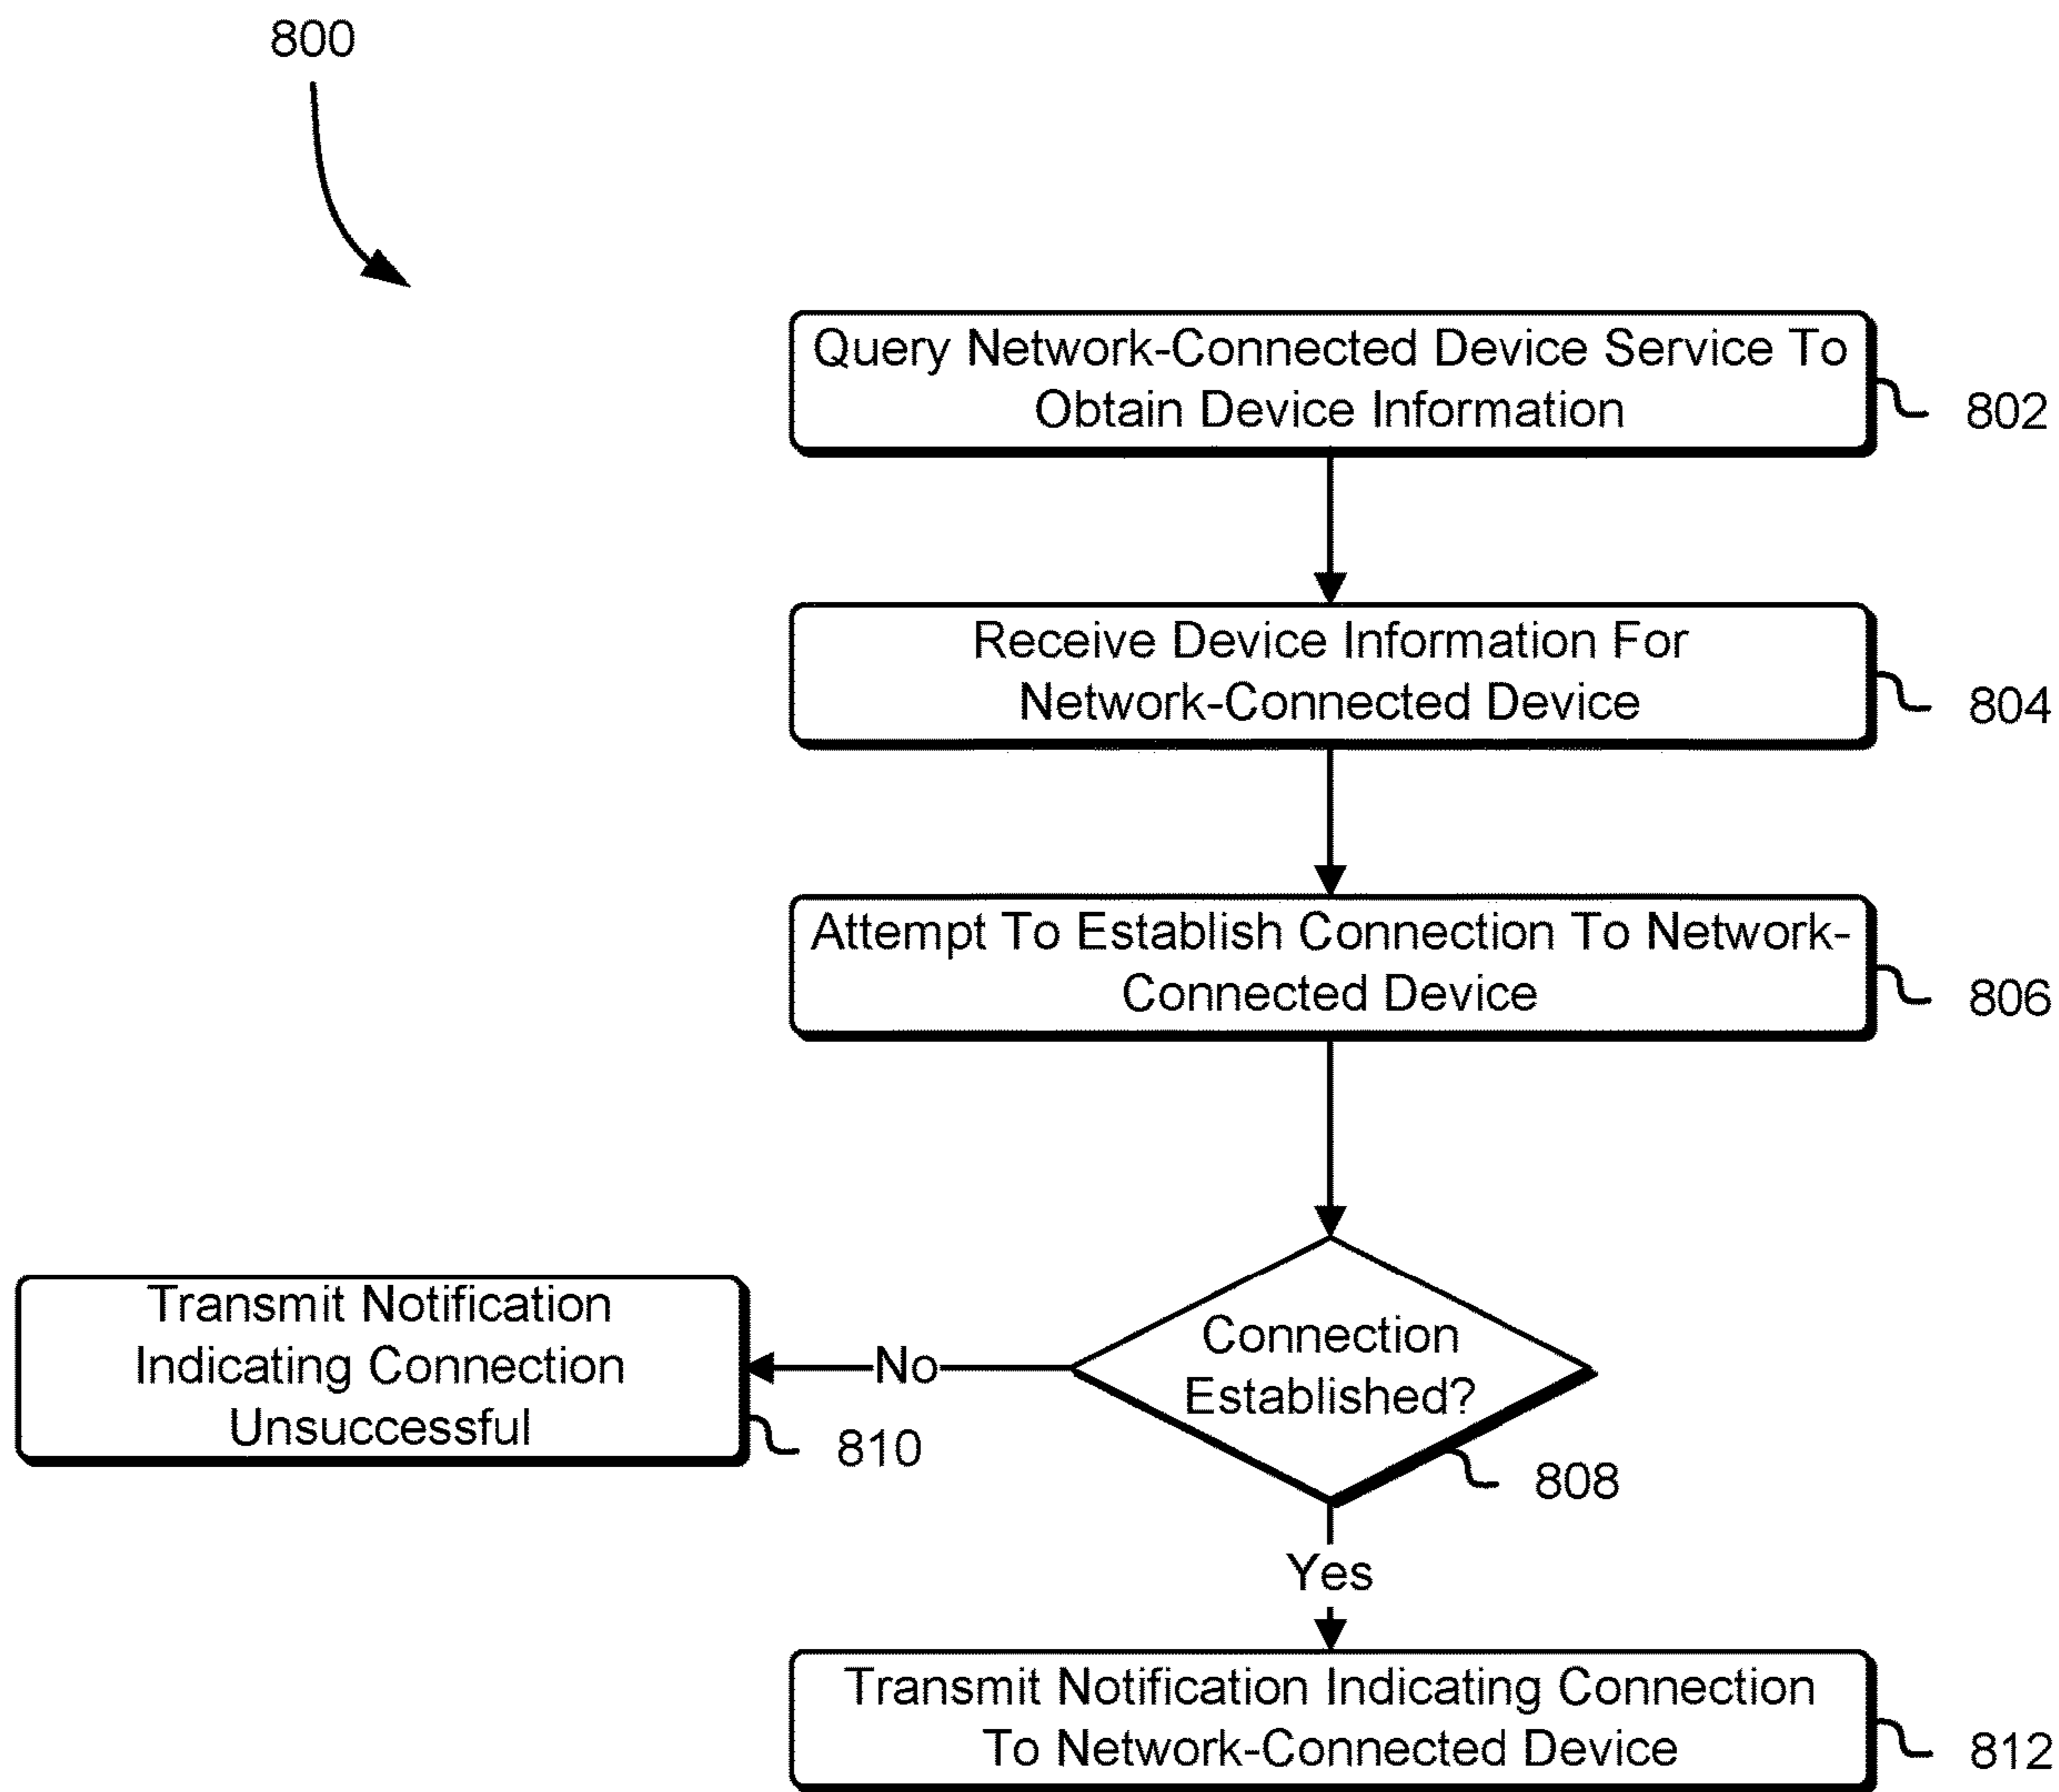 800
Query Network-Connected Device Service To
Obtain Device Information
802
Receive Device Information For
Network-Connected Device
804
Attempt To Establish Connection To Network-
Connected Device
806
Connection
Established?
808
No
Transmit Notification
Indicating Connection
Unsuccessful
810
Yes
Transmit Notification Indicating Connection
To Network-Connected Device
812